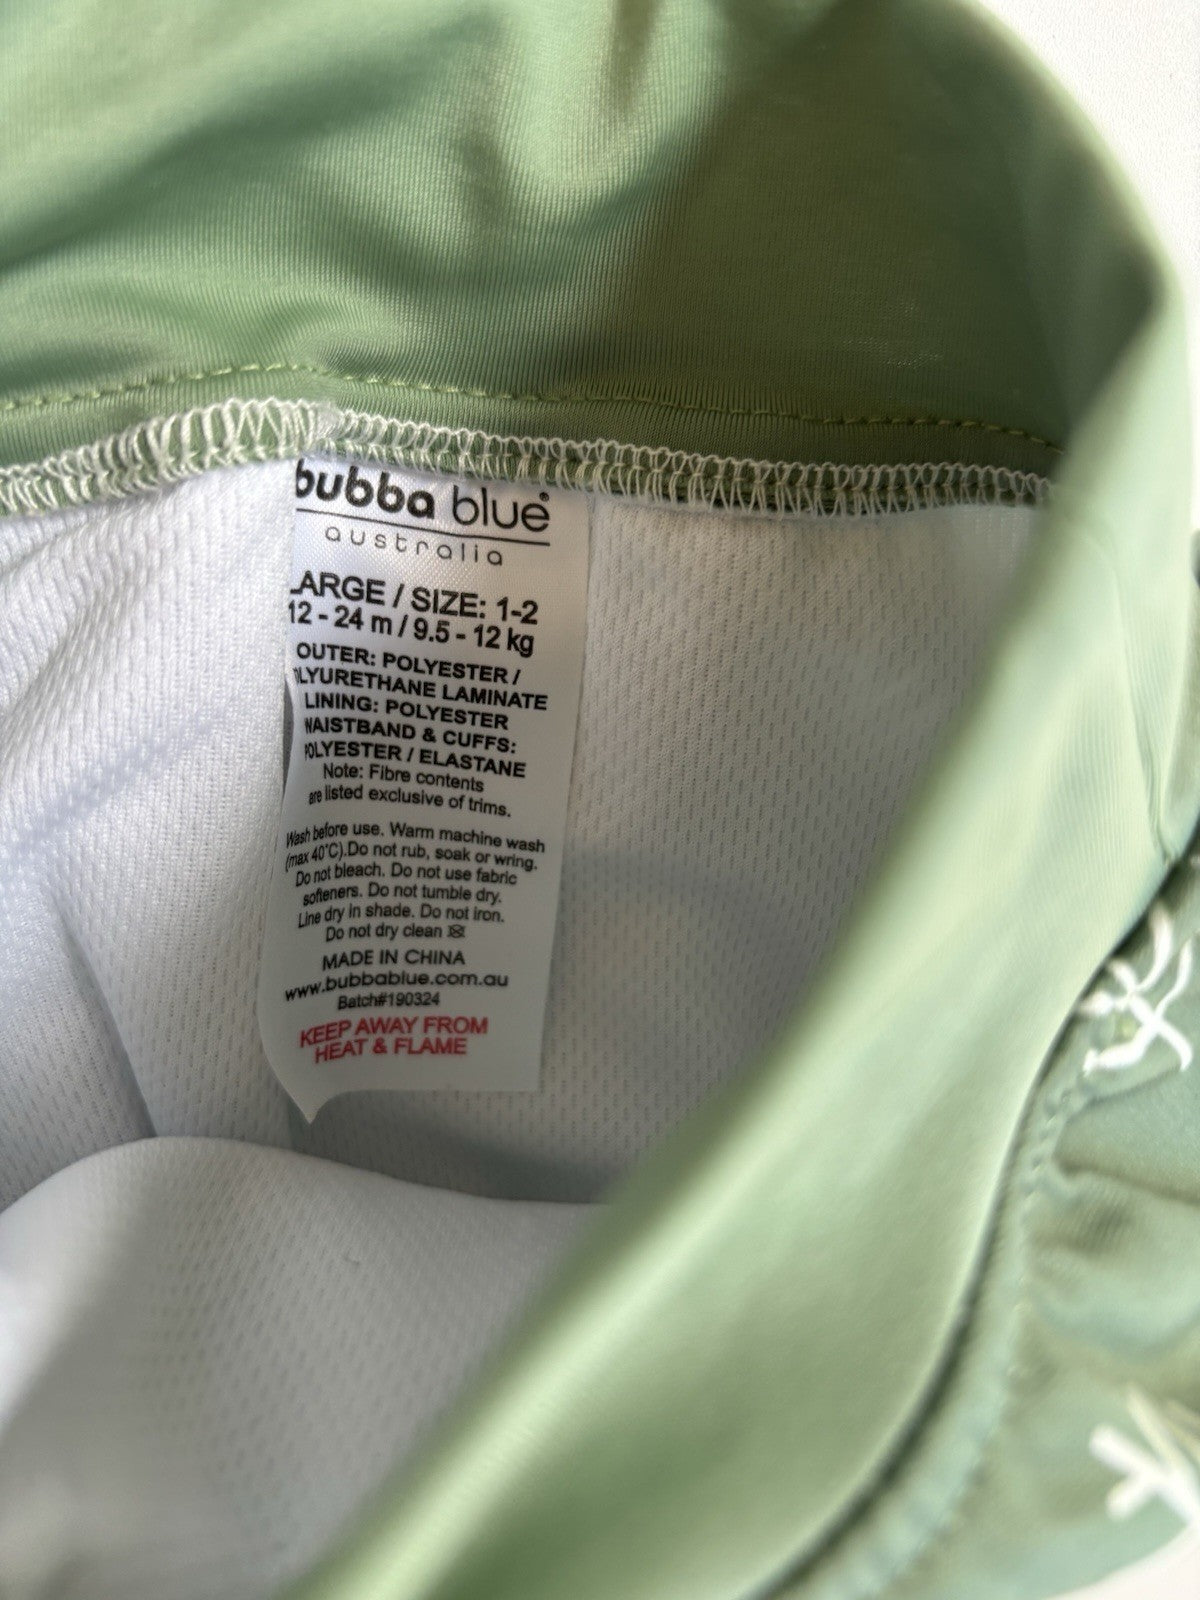 bubba blue®
australia
LARGE / SIZE: 1-2
12 - 24 m / 9.5 - 12 kg
OUTER: POLYESTER /
POLYURETHANE LAMINATE
LINING: POLYESTER
WAISTBAND & CUFFS:
POLYESTER / ELASTANE
Note: Fibre contents
are listed exclusive of trims.
Wash before use. Warm machine wash
(max 40°C).Do not rub, soak or wring.
Do not bleach. Do not use fabric
softeners. Do not tumble dry.
Line dry in shade. Do not iron.
Do not dry clean
MADE IN CHINA
www.bubbablue.com.au
Batch#190324
KEEP AWAY FROM
HEAT & FLAME